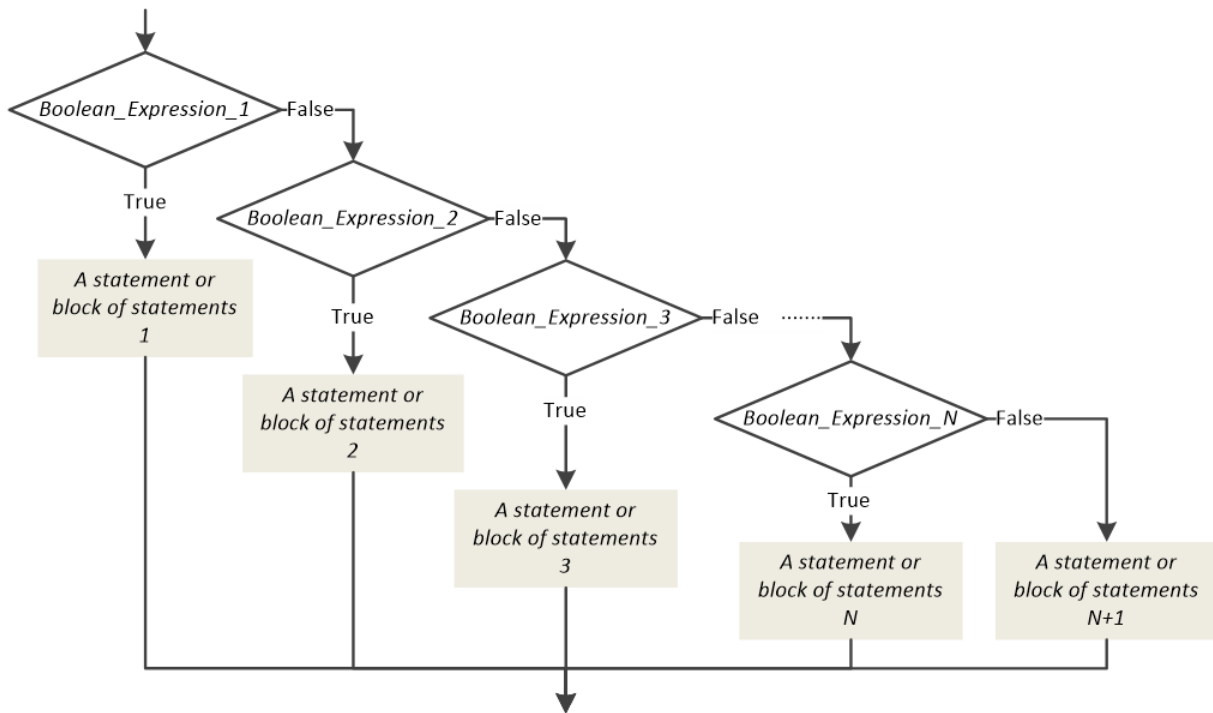 Boolean_Expression_1
False
True
Boolean_Expression_2
False
A statement or
block of statements
1
True
Boolean_Expression_3
False
.......
A statement or
block of statements
2
True
Boolean_Expression_N
False
A statement or
block of statements
3
True
A statement or
block of statements
N
A statement or
block of statements
N+1